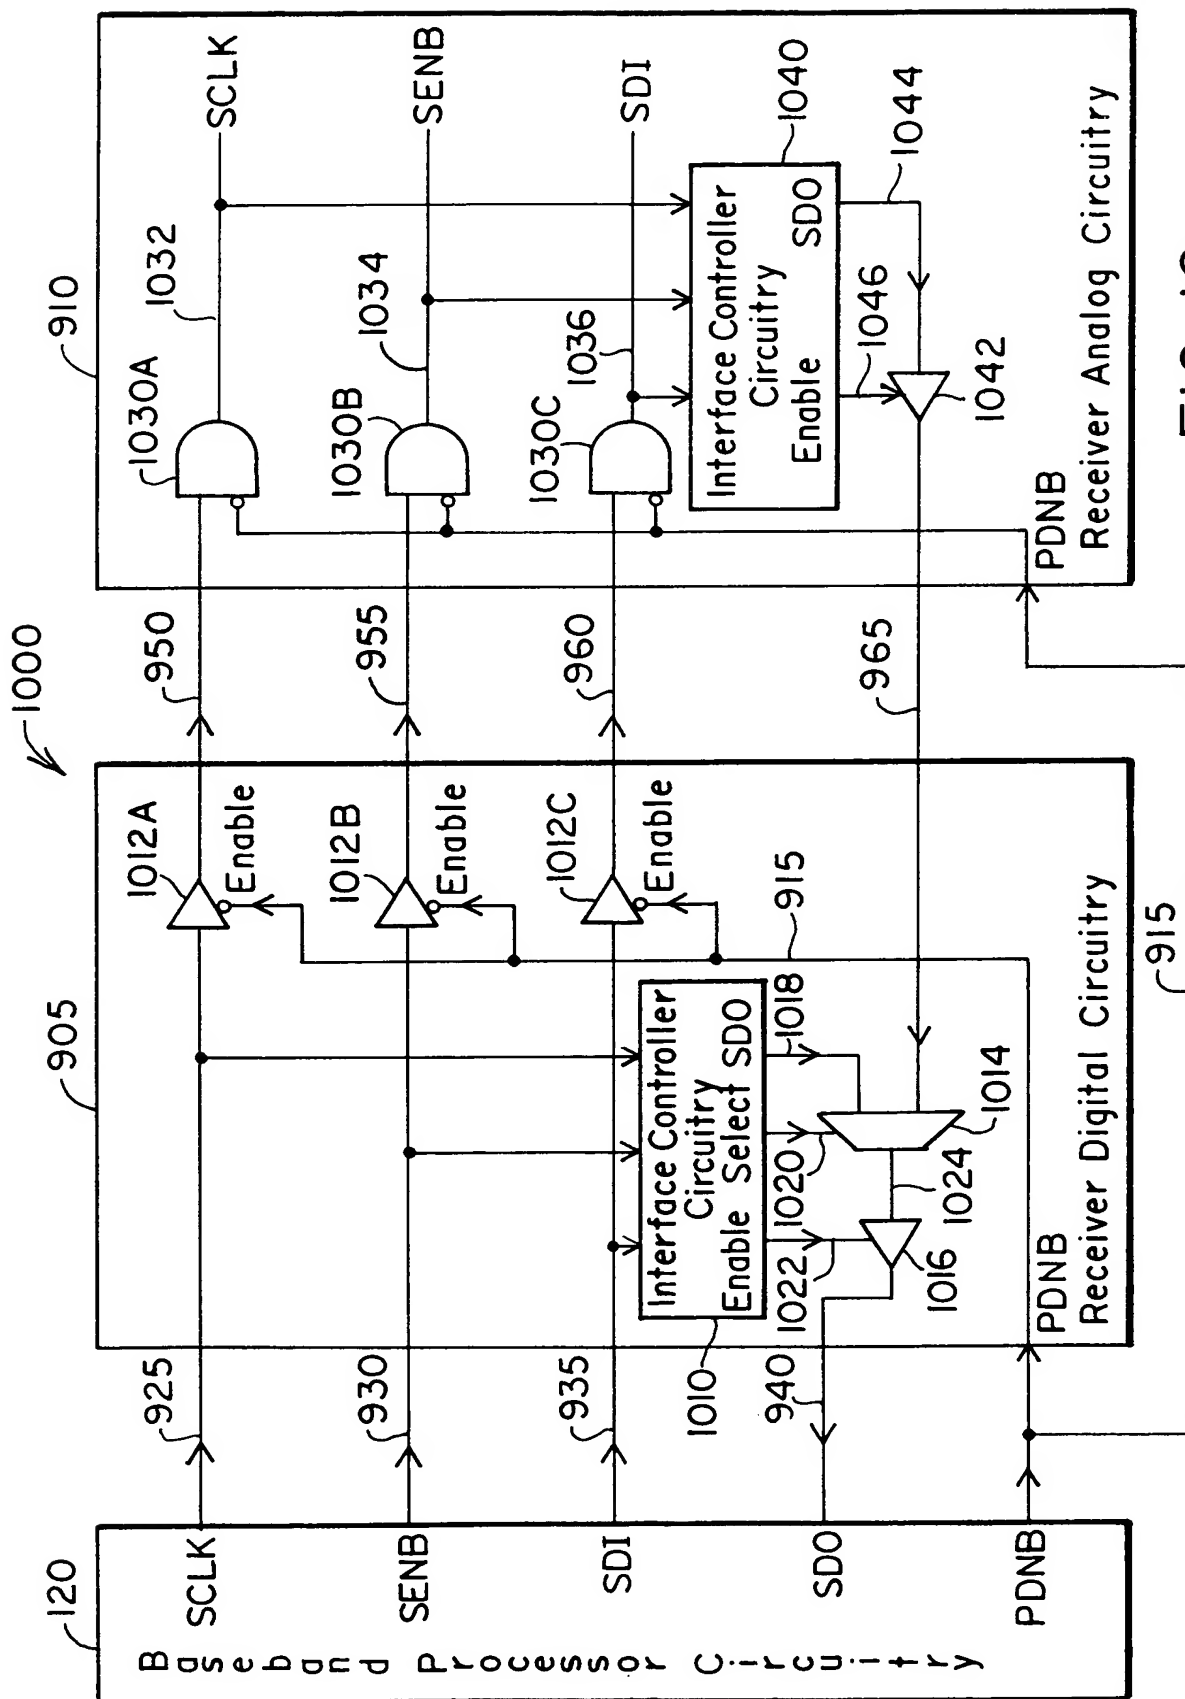 1000
120
Baseband Processor Circuitry
SCLK
SENB
SDI
SDO
PDNB
925
930
935
940
905
1012A
Enable
1012B
Enable
1012C
Enable
915
Interface Controller
Circuitry
Enable Select SDO
1010
1018
1020
1022
1014
1024
1016
PDNB
Receiver Digital Circuitry
915
950
955
960
965
910
1030A
1032
SCLK
1030B
1034
SENB
1030C
1036
SDI
Interface Controller
Circuitry
Enable SDO
1040
1044
1046
1042
PDNB
Receiver Analog Circuitry